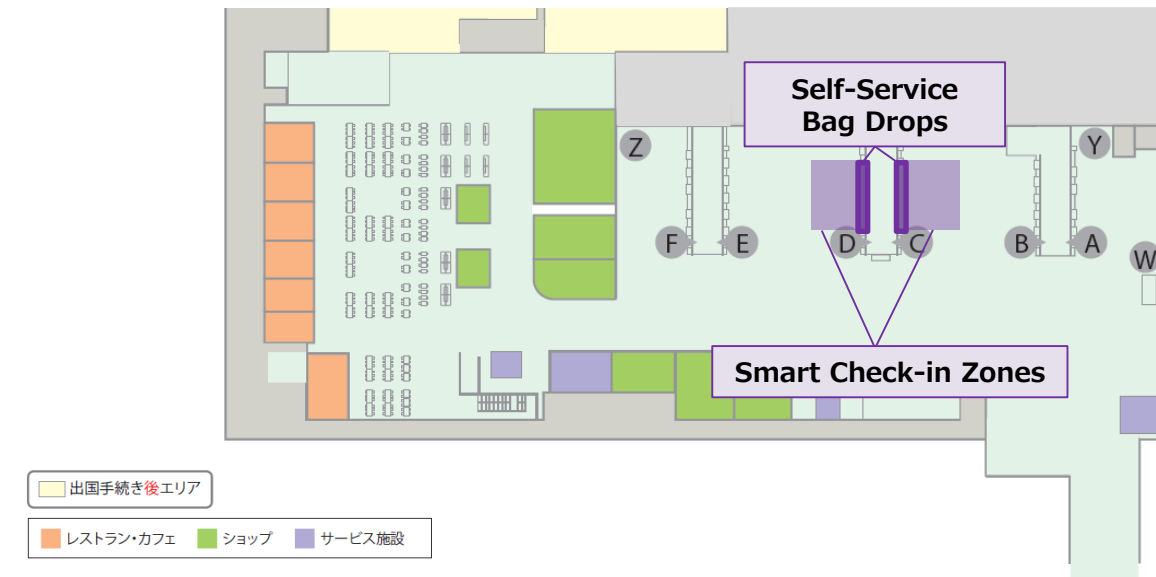 Self-Service
Bag Drops
Z
Y
F
E
D
C
B
A
W
Smart Check-in Zones
出国手続き後エリア
レストラン・カフェ
ショップ
サービス施設